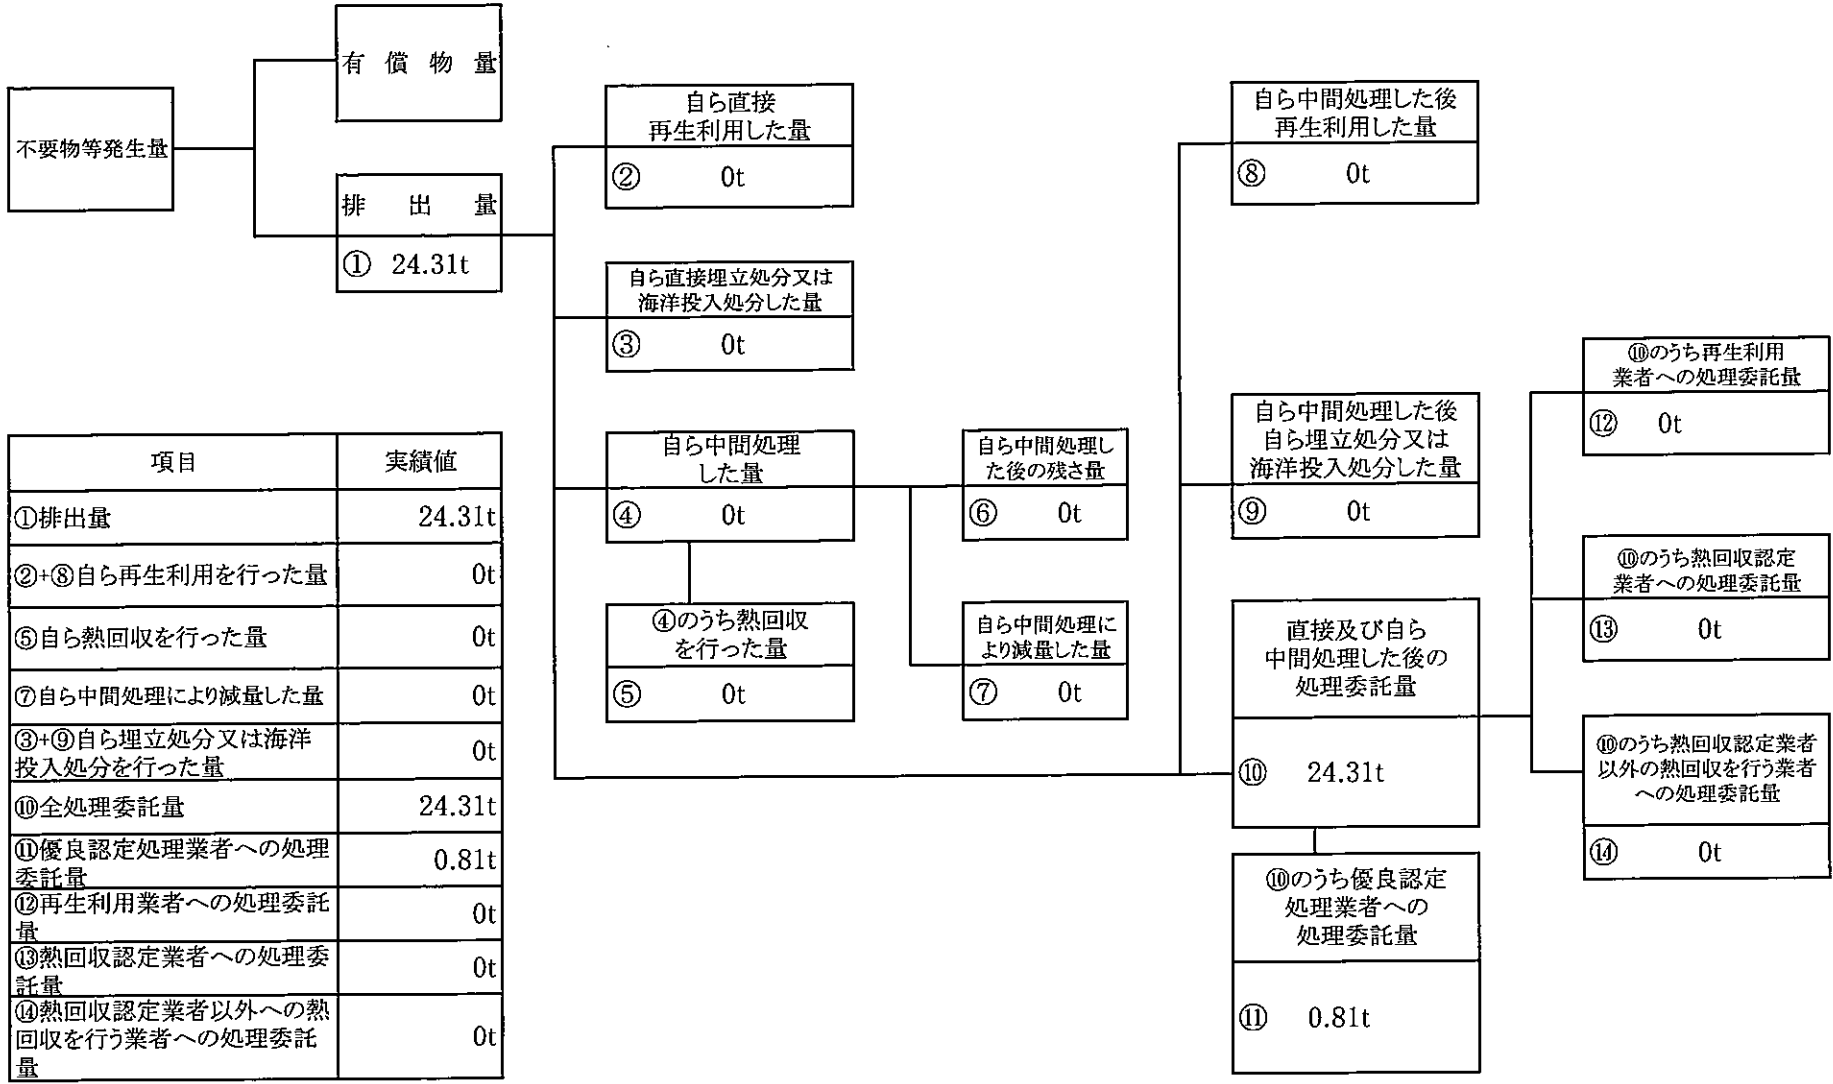 有償物量
不要物等発生量
排出量
① 24.31t
自ら直接
再生利用した量
② 0t
自ら直接埋立処分又は
海洋投入処分した量
③ 0t
自ら中間処理
した量
④ 0t
④のうち熱回収
を行った量
⑤ 0t
自ら中間処理し
た後の残さ量
⑥ 0t
自ら中間処理に
より減量した量
⑦ 0t
自ら中間処理した後
再生利用した量
⑧ 0t
自ら中間処理した後
自ら埋立処分又は
海洋投入処分した量
⑨ 0t
直接及び自ら
中間処理した後の
処理委託量
⑩ 24.31t
⑩のうち優良認定
処理業者への
処理委託量
⑪ 0.81t
⑩のうち再生利用
業者への処理委託量
⑫ 0t
⑩のうち熱回収認定
業者への処理委託量
⑬ 0t
⑩のうち熱回収認定業者
以外の熱回収を行う業者
への処理委託量
⑭ 0t
項目 実績値
①排出量 24.31t
②+⑧自ら再生利用を行った量 0t
⑤自ら熱回収を行った量 0t
⑦自ら中間処理により減量した量 0t
③+⑨自ら埋立処分又は海洋
投入処分を行った量 0t
⑩全処理委託量 24.31t
⑪優良認定処理業者への処理
委託量 0.81t
⑫再生利用業者への処理委託
量 0t
⑬熱回収認定業者への処理委
託量 0t
⑭熱回収認定業者以外への熱
回収を行う業者への処理委託
量 0t